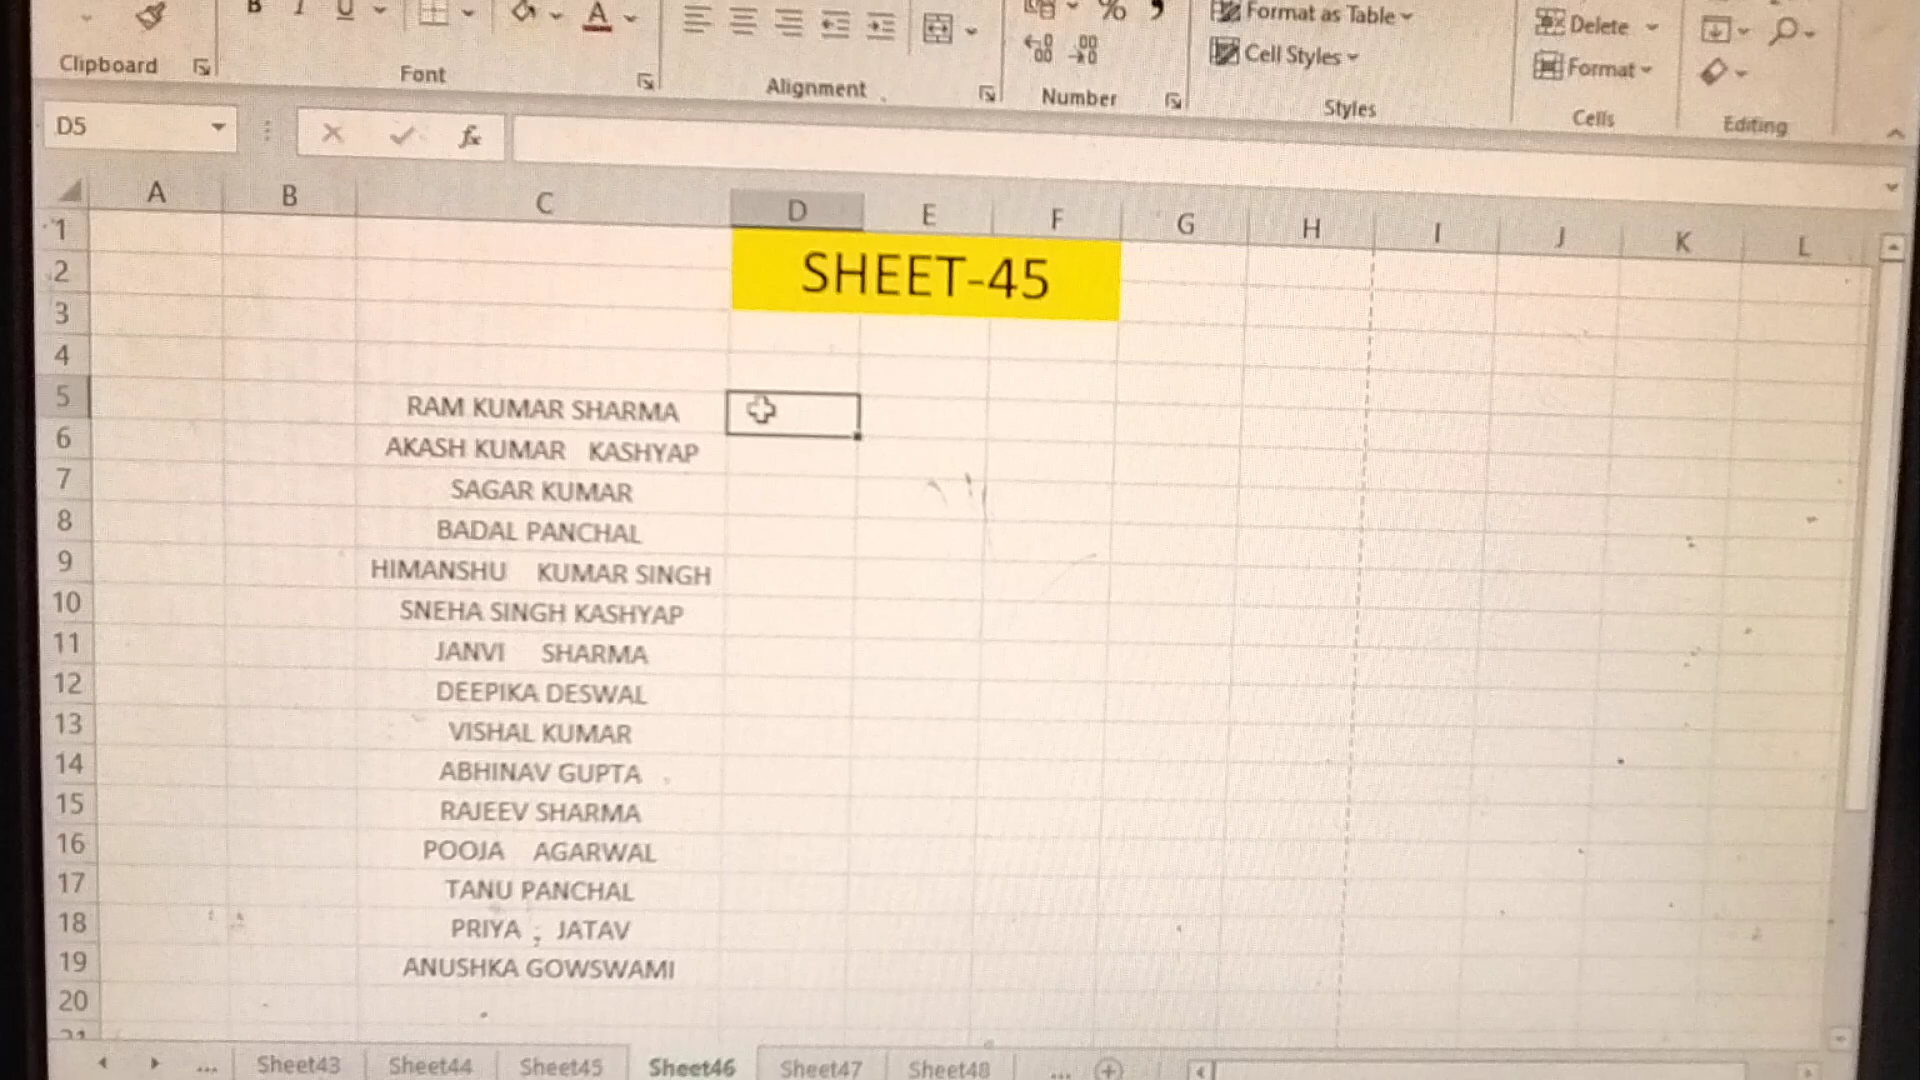 B I U A % 9 Format as Table Delete
Cell Styles Format
Clipboard Font Alignment Number Styles Cells Editing
D5 fx
A B C D E F G H I J K L
1
2 SHEET-45
3
4
5 RAM KUMAR SHARMA
6 AKASH KUMAR KASHYAP
7 SAGAR KUMAR
8 BADAL PANCHAL
9 HIMANSHU KUMAR SINGH
10 SNEHA SINGH KASHYAP
11 JANVI SHARMA
12 DEEPIKA DESWAL
13 VISHAL KUMAR
14 ABHINAV GUPTA
15 RAJEEV SHARMA
16 POOJA AGARWAL
17 TANU PANCHAL
18 PRIYA JATAV
19 ANUSHKA GOWSWAMI
20
... Sheet43 Sheet44 Sheet45 Sheet46 Sheet47 Sheet48 ...